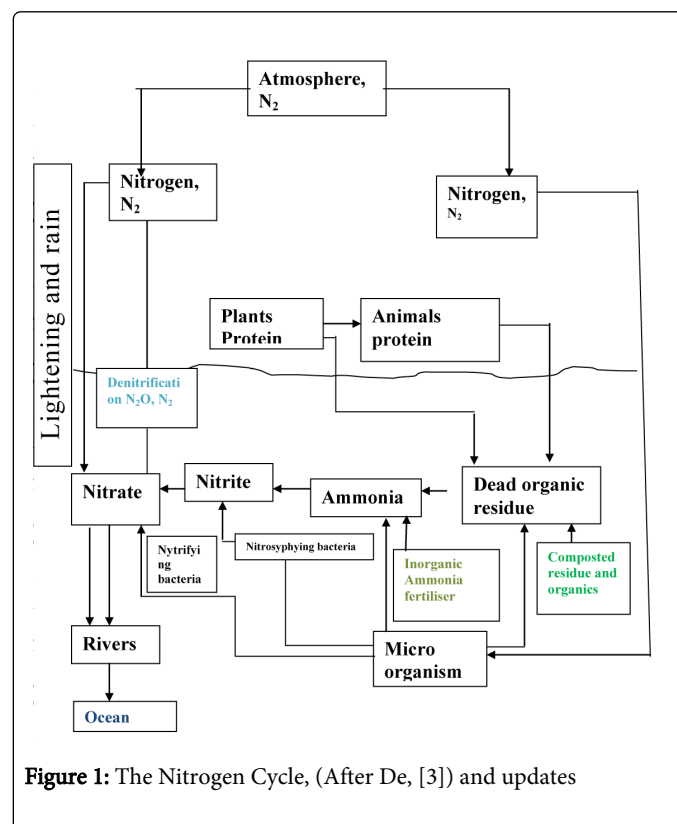 Atmosphere,
N₂
Nitrogen,
N₂
Nitrogen,
N₂
Lightening and rain
Plants
Protein
Animals
protein
Denitrificati
on N₂O, N₂
Nitrate
Nitrite
Ammonia
Dead organic
residue
Nytrifyi
ng
bacteria
Nitrosyphying bacteria
Inorganic
Ammonia
fertiliser
Composted
residue and
organics
Rivers
Micro
organism
Ocean
Figure 1: The Nitrogen Cycle, (After De, [3]) and updates